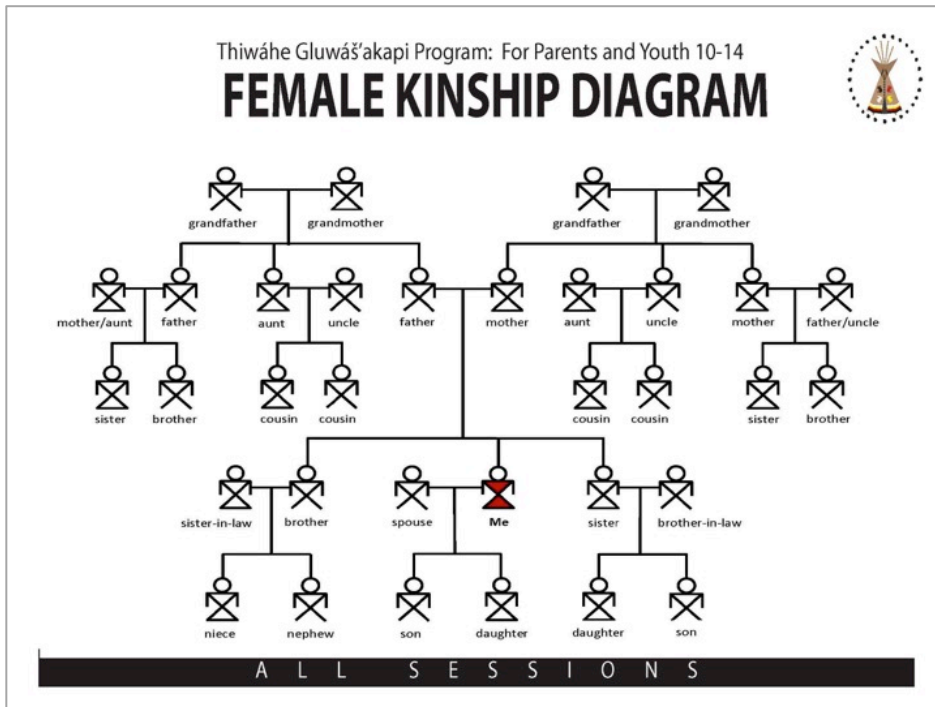 Thiwáhe Gluwáš'akapi Program: For Parents and Youth 10-14
FEMALE KINSHIP DIAGRAM
grandfather grandmother grandfather grandmother
mother/aunt father aunt uncle father mother aunt uncle mother father/uncle
sister brother cousin cousin cousin cousin sister brother
sister-in-law brother spouse Me sister brother-in-law
niece nephew son daughter daughter son
ALL SESSIONS